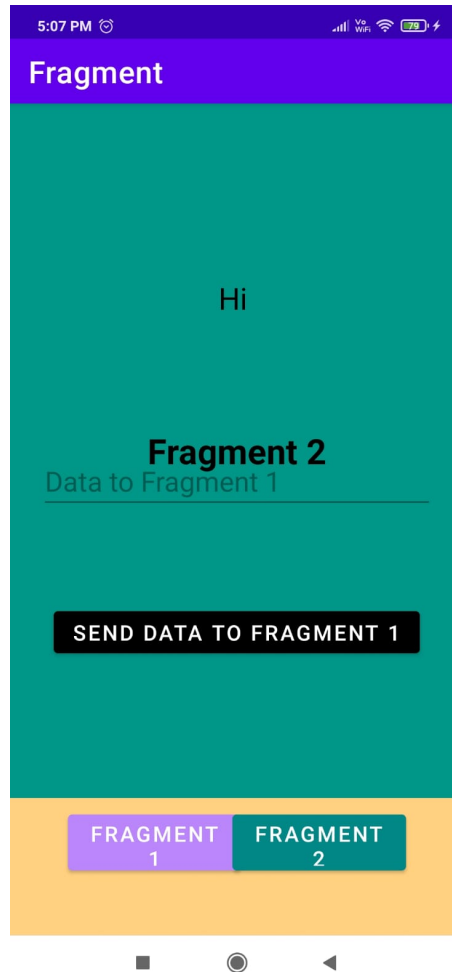 5:07 PM Vo WiFi 79
Fragment
Hi
Fragment 2
Data to Fragment 1
SEND DATA TO FRAGMENT 1
FRAGMENT
1
FRAGMENT
2